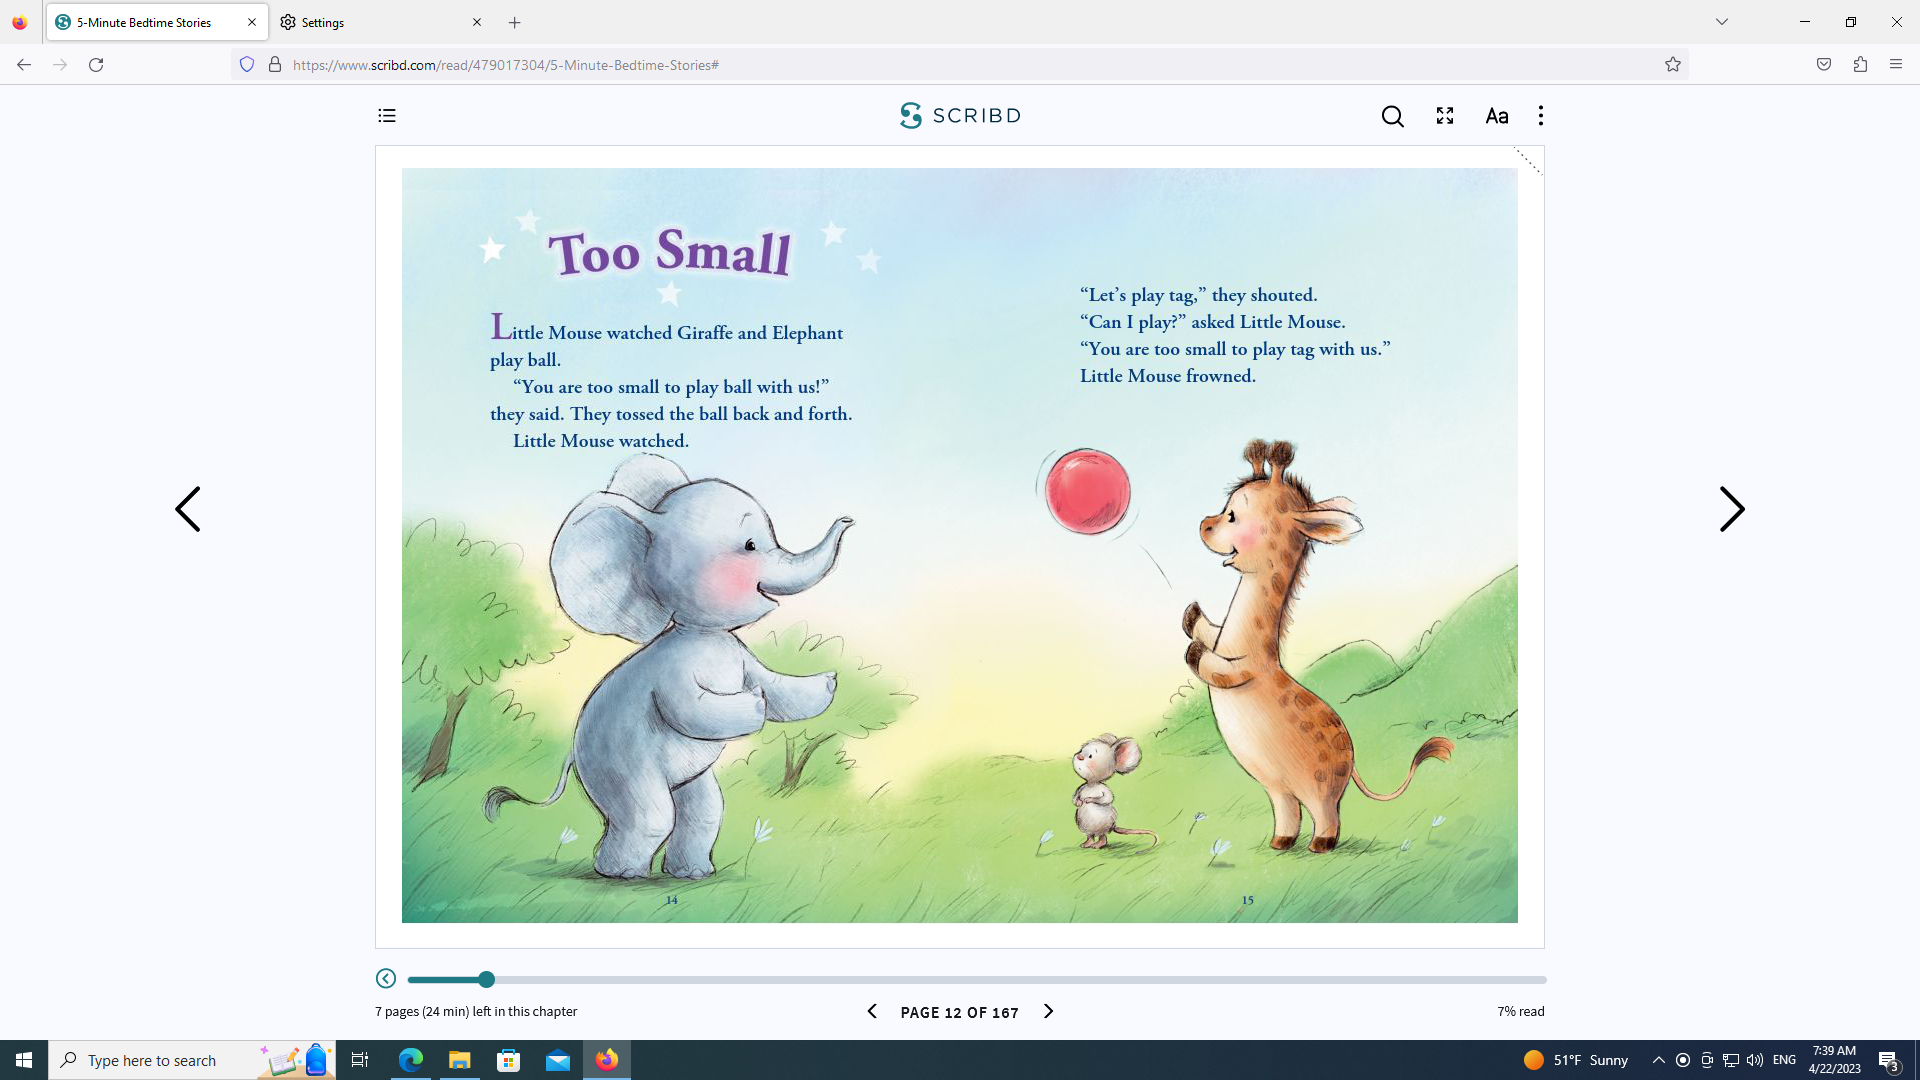 5-Minute Bedtime Stories
Settings
https://www.scribd.com/read/479017304/5-Minute-Bedtime-Stories#
SCRIBD
Aa
Too Small
Little Mouse watched Giraffe and Elephant
play ball.
“You are too small to play ball with us!”
they said. They tossed the ball back and forth.
Little Mouse watched.
14
“Let’s play tag,” they shouted.
“Can I play?” asked Little Mouse.
“You are too small to play tag with us.”
Little Mouse frowned.
15
7 pages (24 min) left in this chapter
PAGE 12 OF 167
7% read
Type here to search
51°F Sunny
ENG
7:39 AM
4/22/2023
3